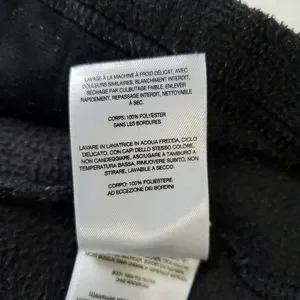 LAVAGE À LA MACHINE À FROID DÉLICAT, AVEC
COULEURS SIMILAIRES, BLANCHIMENT INTERDIT,
SÉCHAGE PAR CULBUTAGE FAIBLE, ENLEVER
RAPIDEMENT, REPASSAGE INTERDIT, NETTOYABLE
À SEC.
CORPS: 100% POLYESTER
SANS LES BORDURES
LAVARE IN LAVATRICE IN ACQUA FREDDA, CICLO
DELICATO, CON CAPI DELLO STESSO COLORE,
NON CANDEGGIARE, ASCIUGARE A TAMBURO A
TEMPERATURA BASSA, RIMUOVERE SUBITO, NON
STIRARE, LAVABILE A SECCO.
CORPO: 100% POLIESTERE
AD ECCEZIONE DEI BORDINI